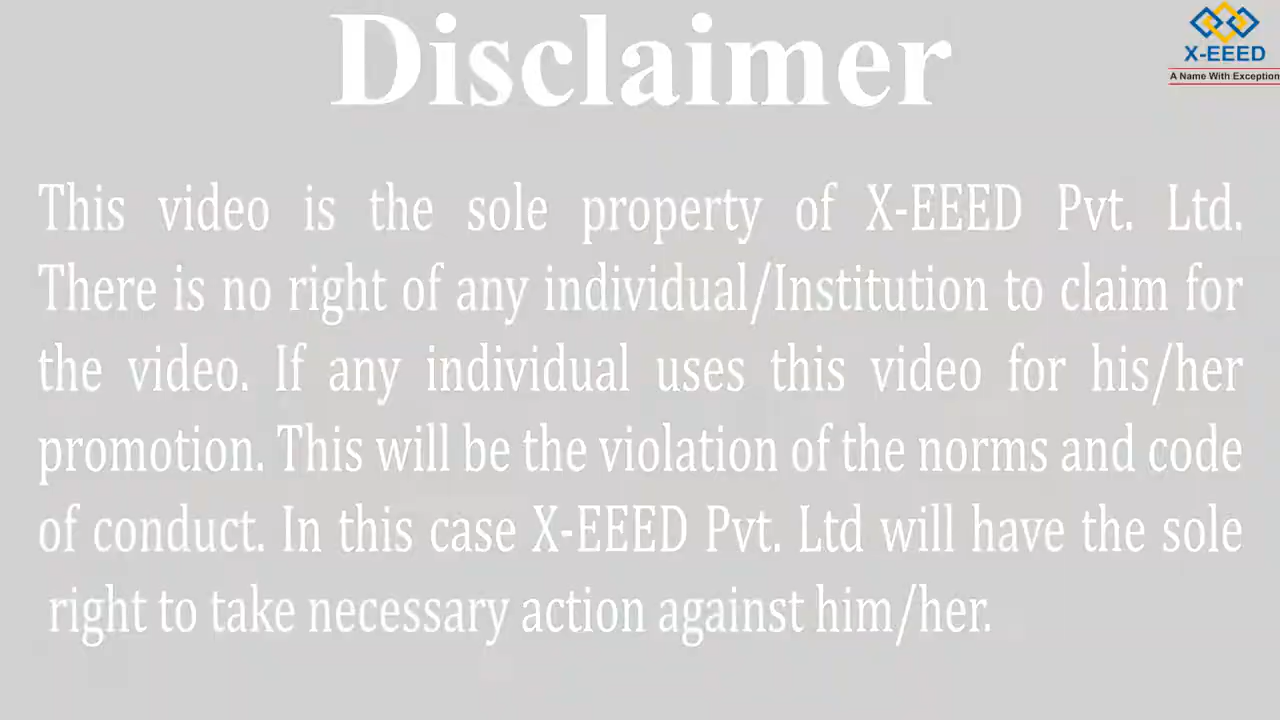 Disclaimer
X-EEED
A Name With Exception
This video is the sole property of X-EEED Pvt. Ltd.
There is no right of any individual/Institution to claim for
the video. If any individual uses this video for his/her
promotion. This will be the violation of the norms and code
of conduct. In this case X-EEED Pvt. Ltd will have the sole
right to take necessary action against him/her.